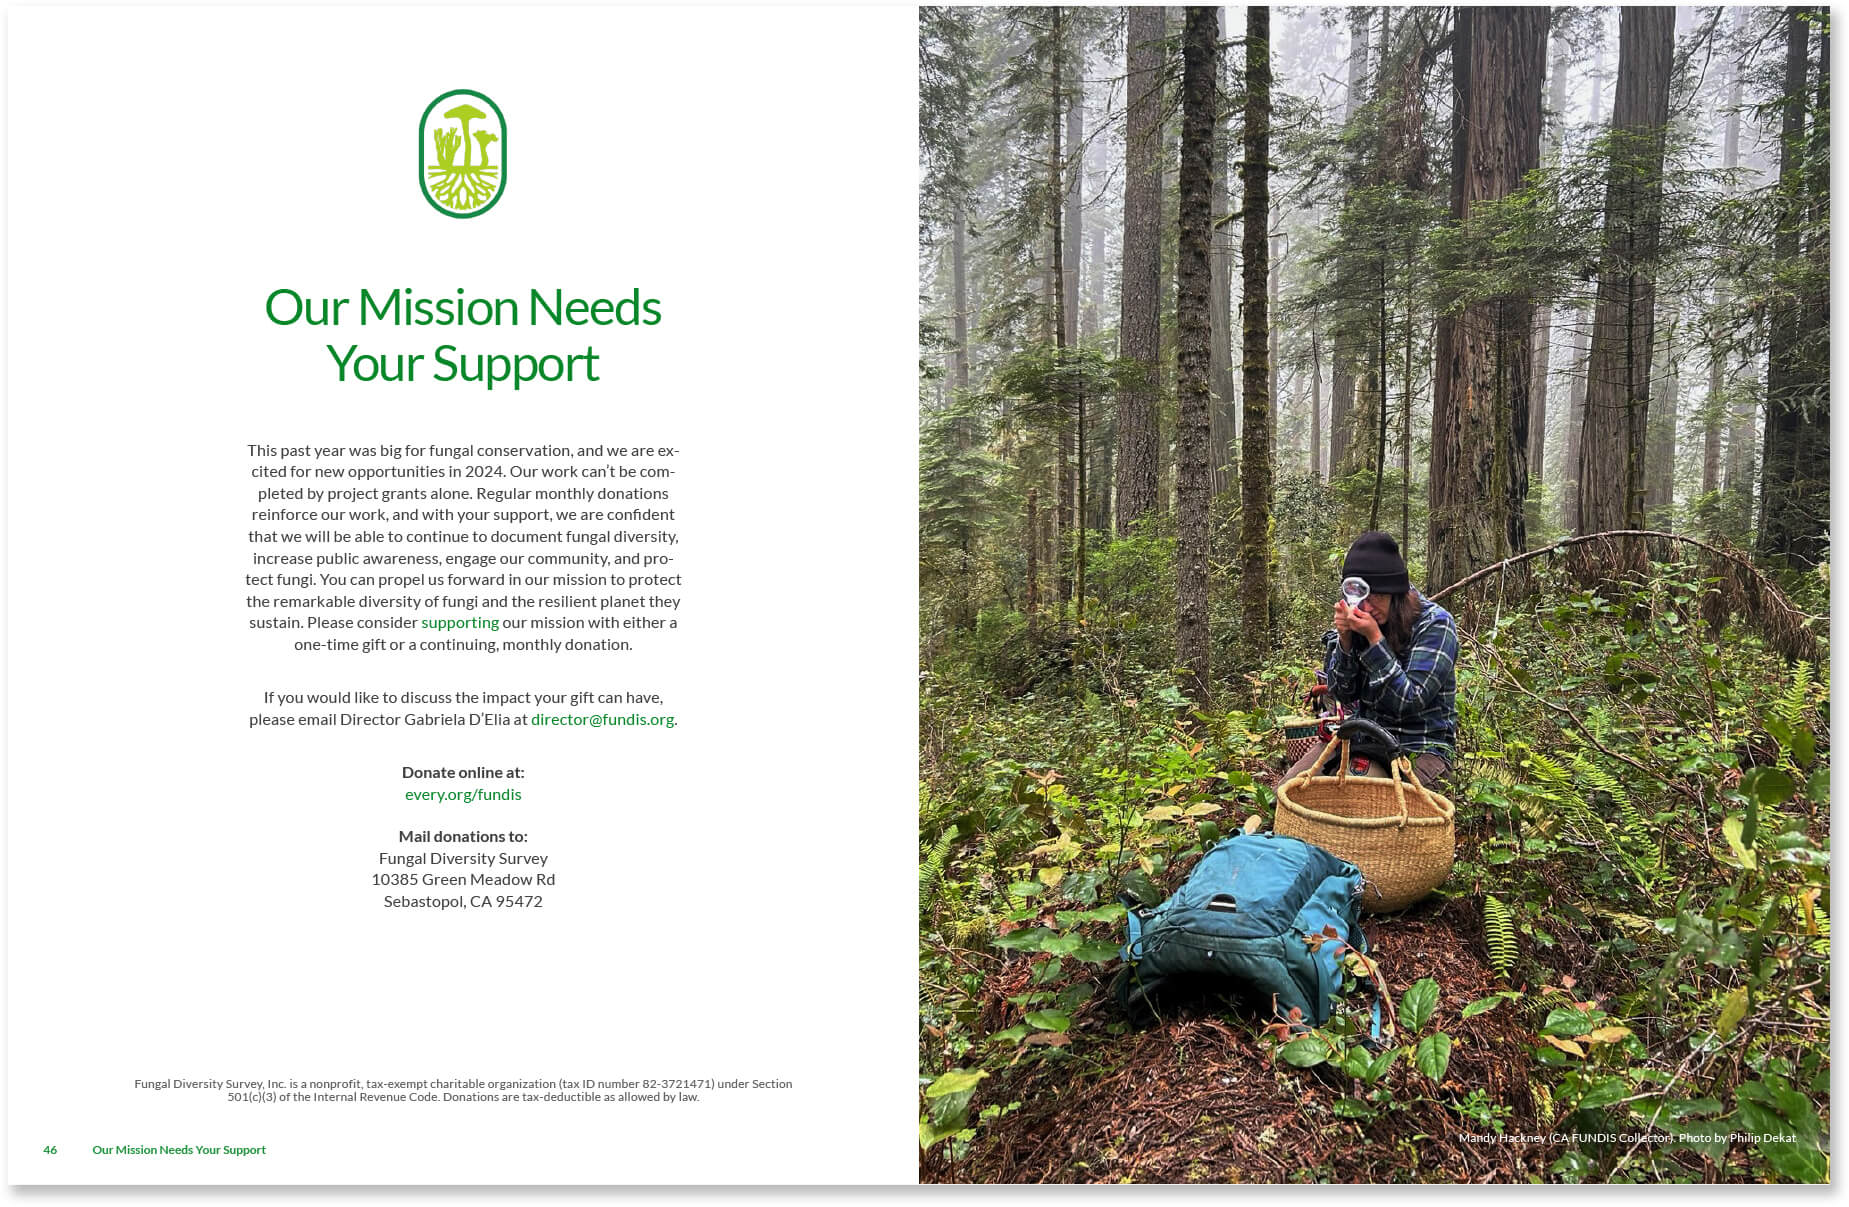 Our Mission Needs
Your Support
This past year was big for fungal conservation, and we are ex-
cited for new opportunities in 2024. Our work can't be com-
pleted by project grants alone. Regular monthly donations
reinforce our work, and with your support, we are confident
that we will be able to continue to document fungal diversity,
increase public awareness, engage our community, and pro-
tect fungi. You can propel us forward in our mission to protect
the remarkable diversity of fungi and the resilient planet they
sustain. Please consider supporting our mission with either a
one-time gift or a continuing, monthly donation.
If you would like to discuss the impact your gift can have,
please email Director Gabriela D'Elia at director@fundis.org.
Donate online at:
every.org/fundis
Mail donations to:
Fungal Diversity Survey
10385 Green Meadow Rd
Sebastopol, CA 95472
Fungal Diversity Survey, Inc. is a nonprofit, tax-exempt charitable organization (tax ID number 82-3721471) under Section
501(c)(3) of the Internal Revenue Code. Donations are tax-deductible as allowed by law.
46 Our Mission Needs Your Support
Mandy Hackney (CA FUNDIS Collector). Photo by Philip Dekat